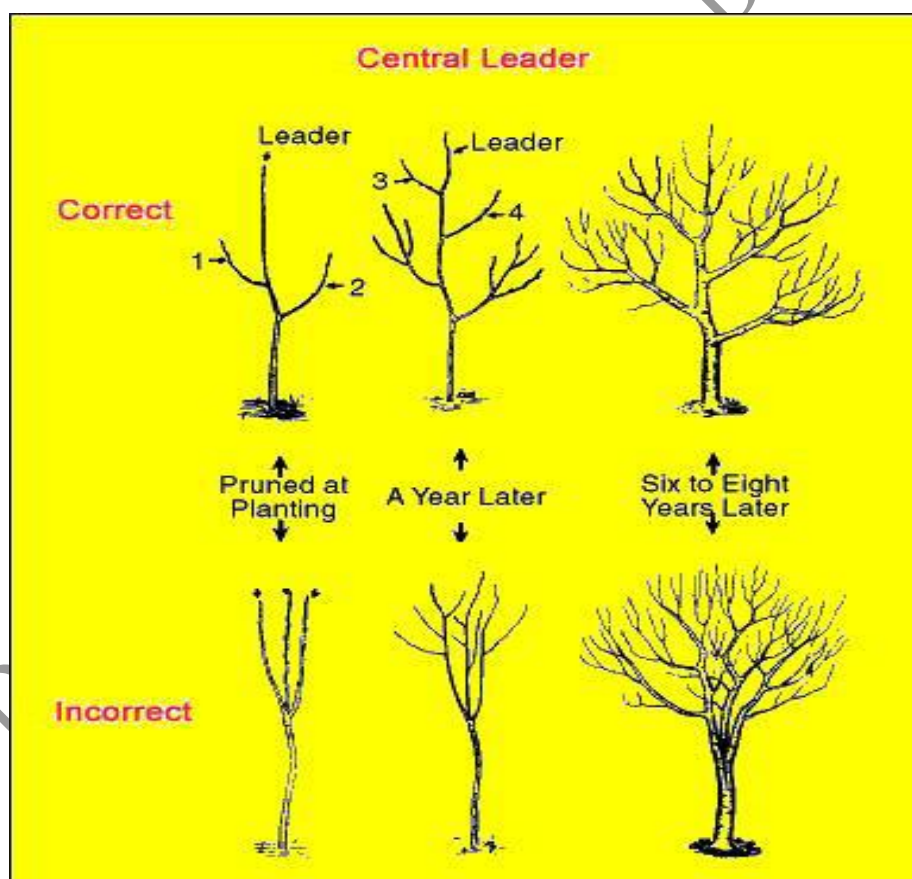 Central Leader
Leader
Leader
3
Correct
4
1
2
Pruned at
Planting
A Year Later
Six to Eight
Years Later
Incorrect